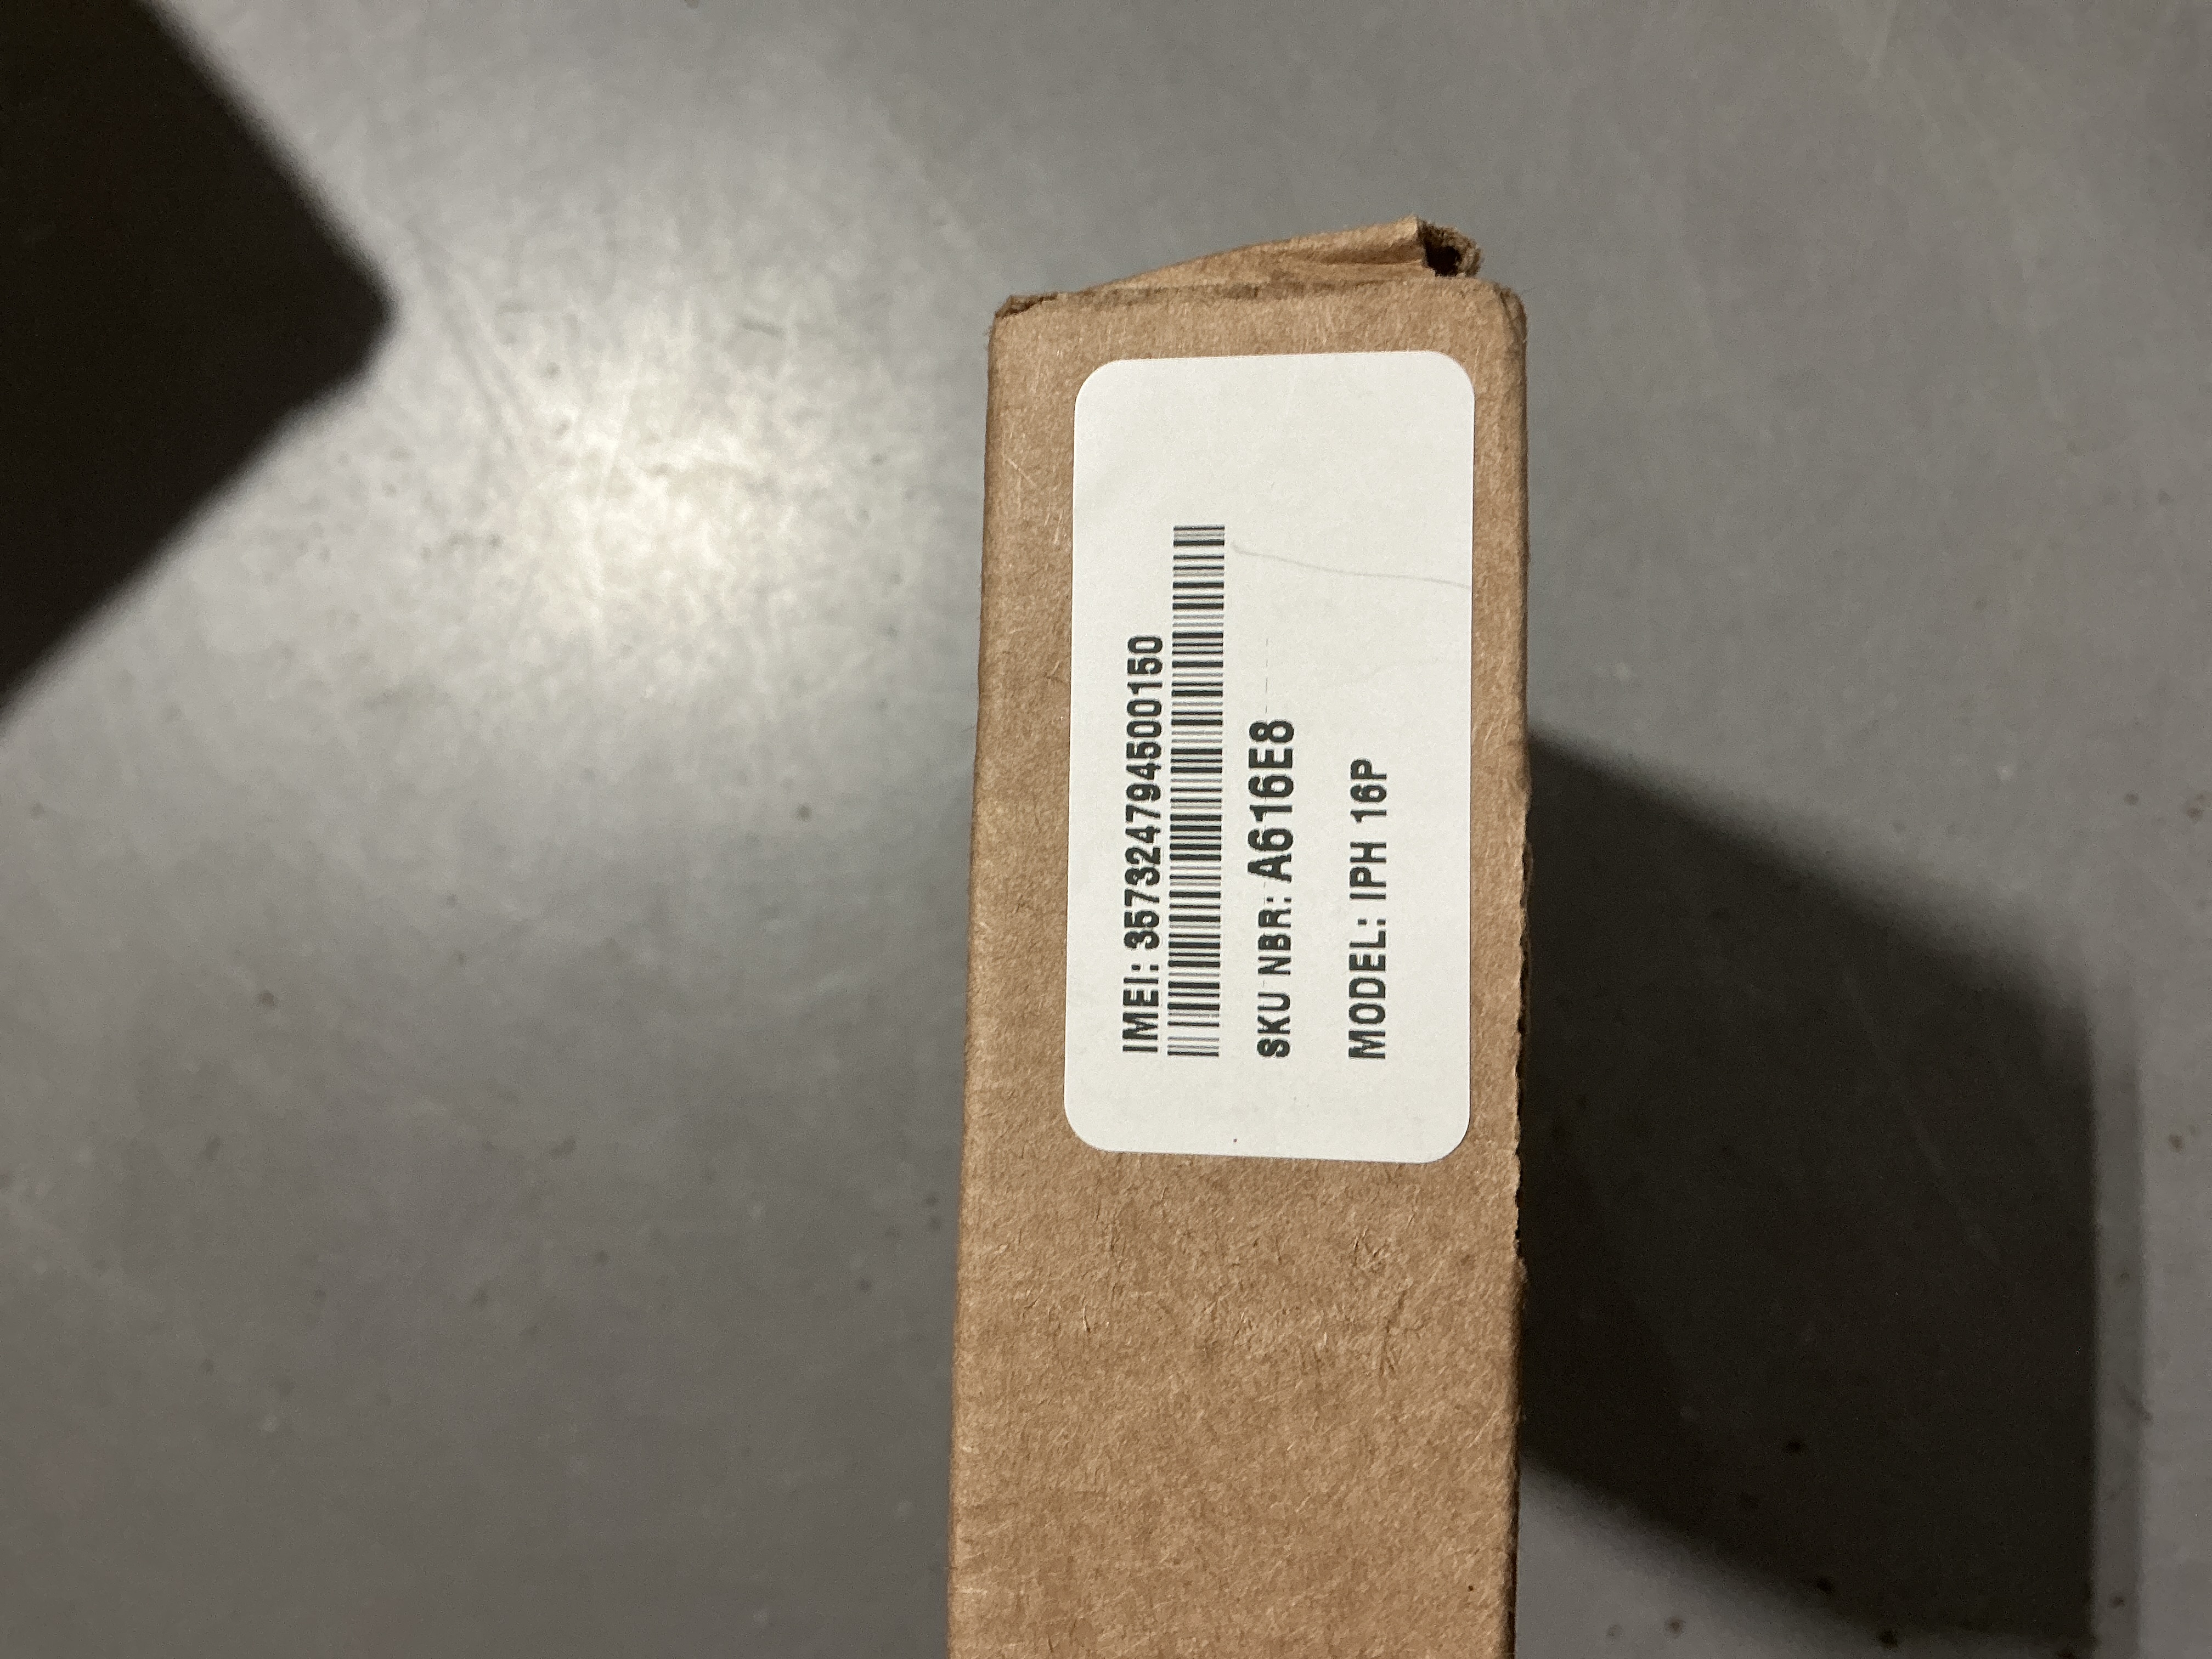 IMEI: 357324794500150
SKU NBR: A616E8
MODEL: IPH 16P